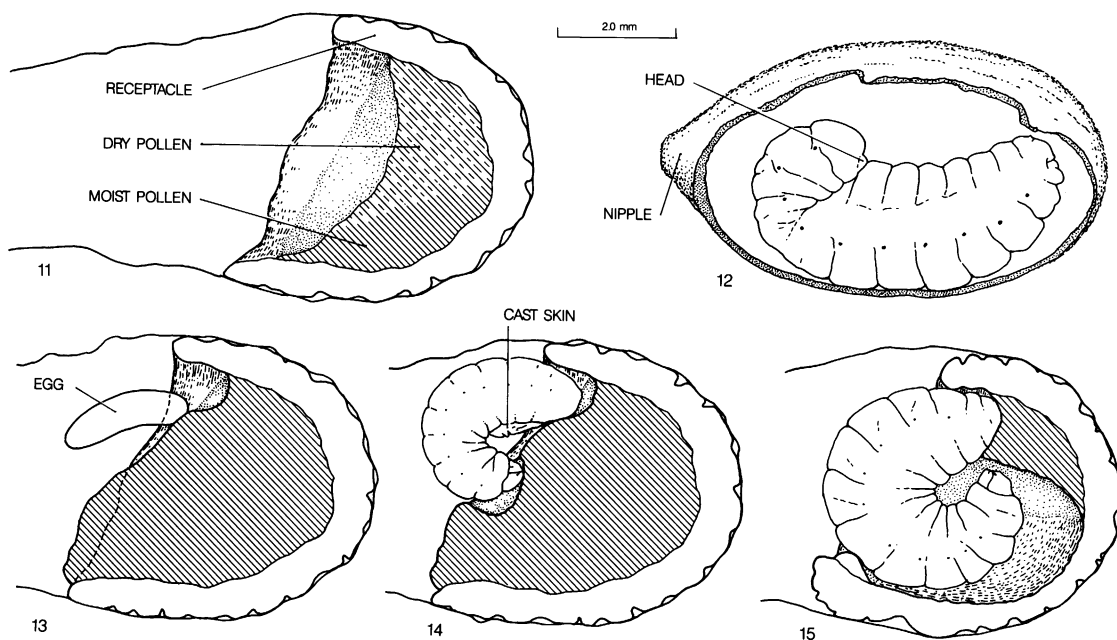 2.0 mm
RECEPTACLE
DRY POLLEN
MOIST POLLEN
11
HEAD
NIPPLE
12
EGG
13
CAST SKIN
14
15